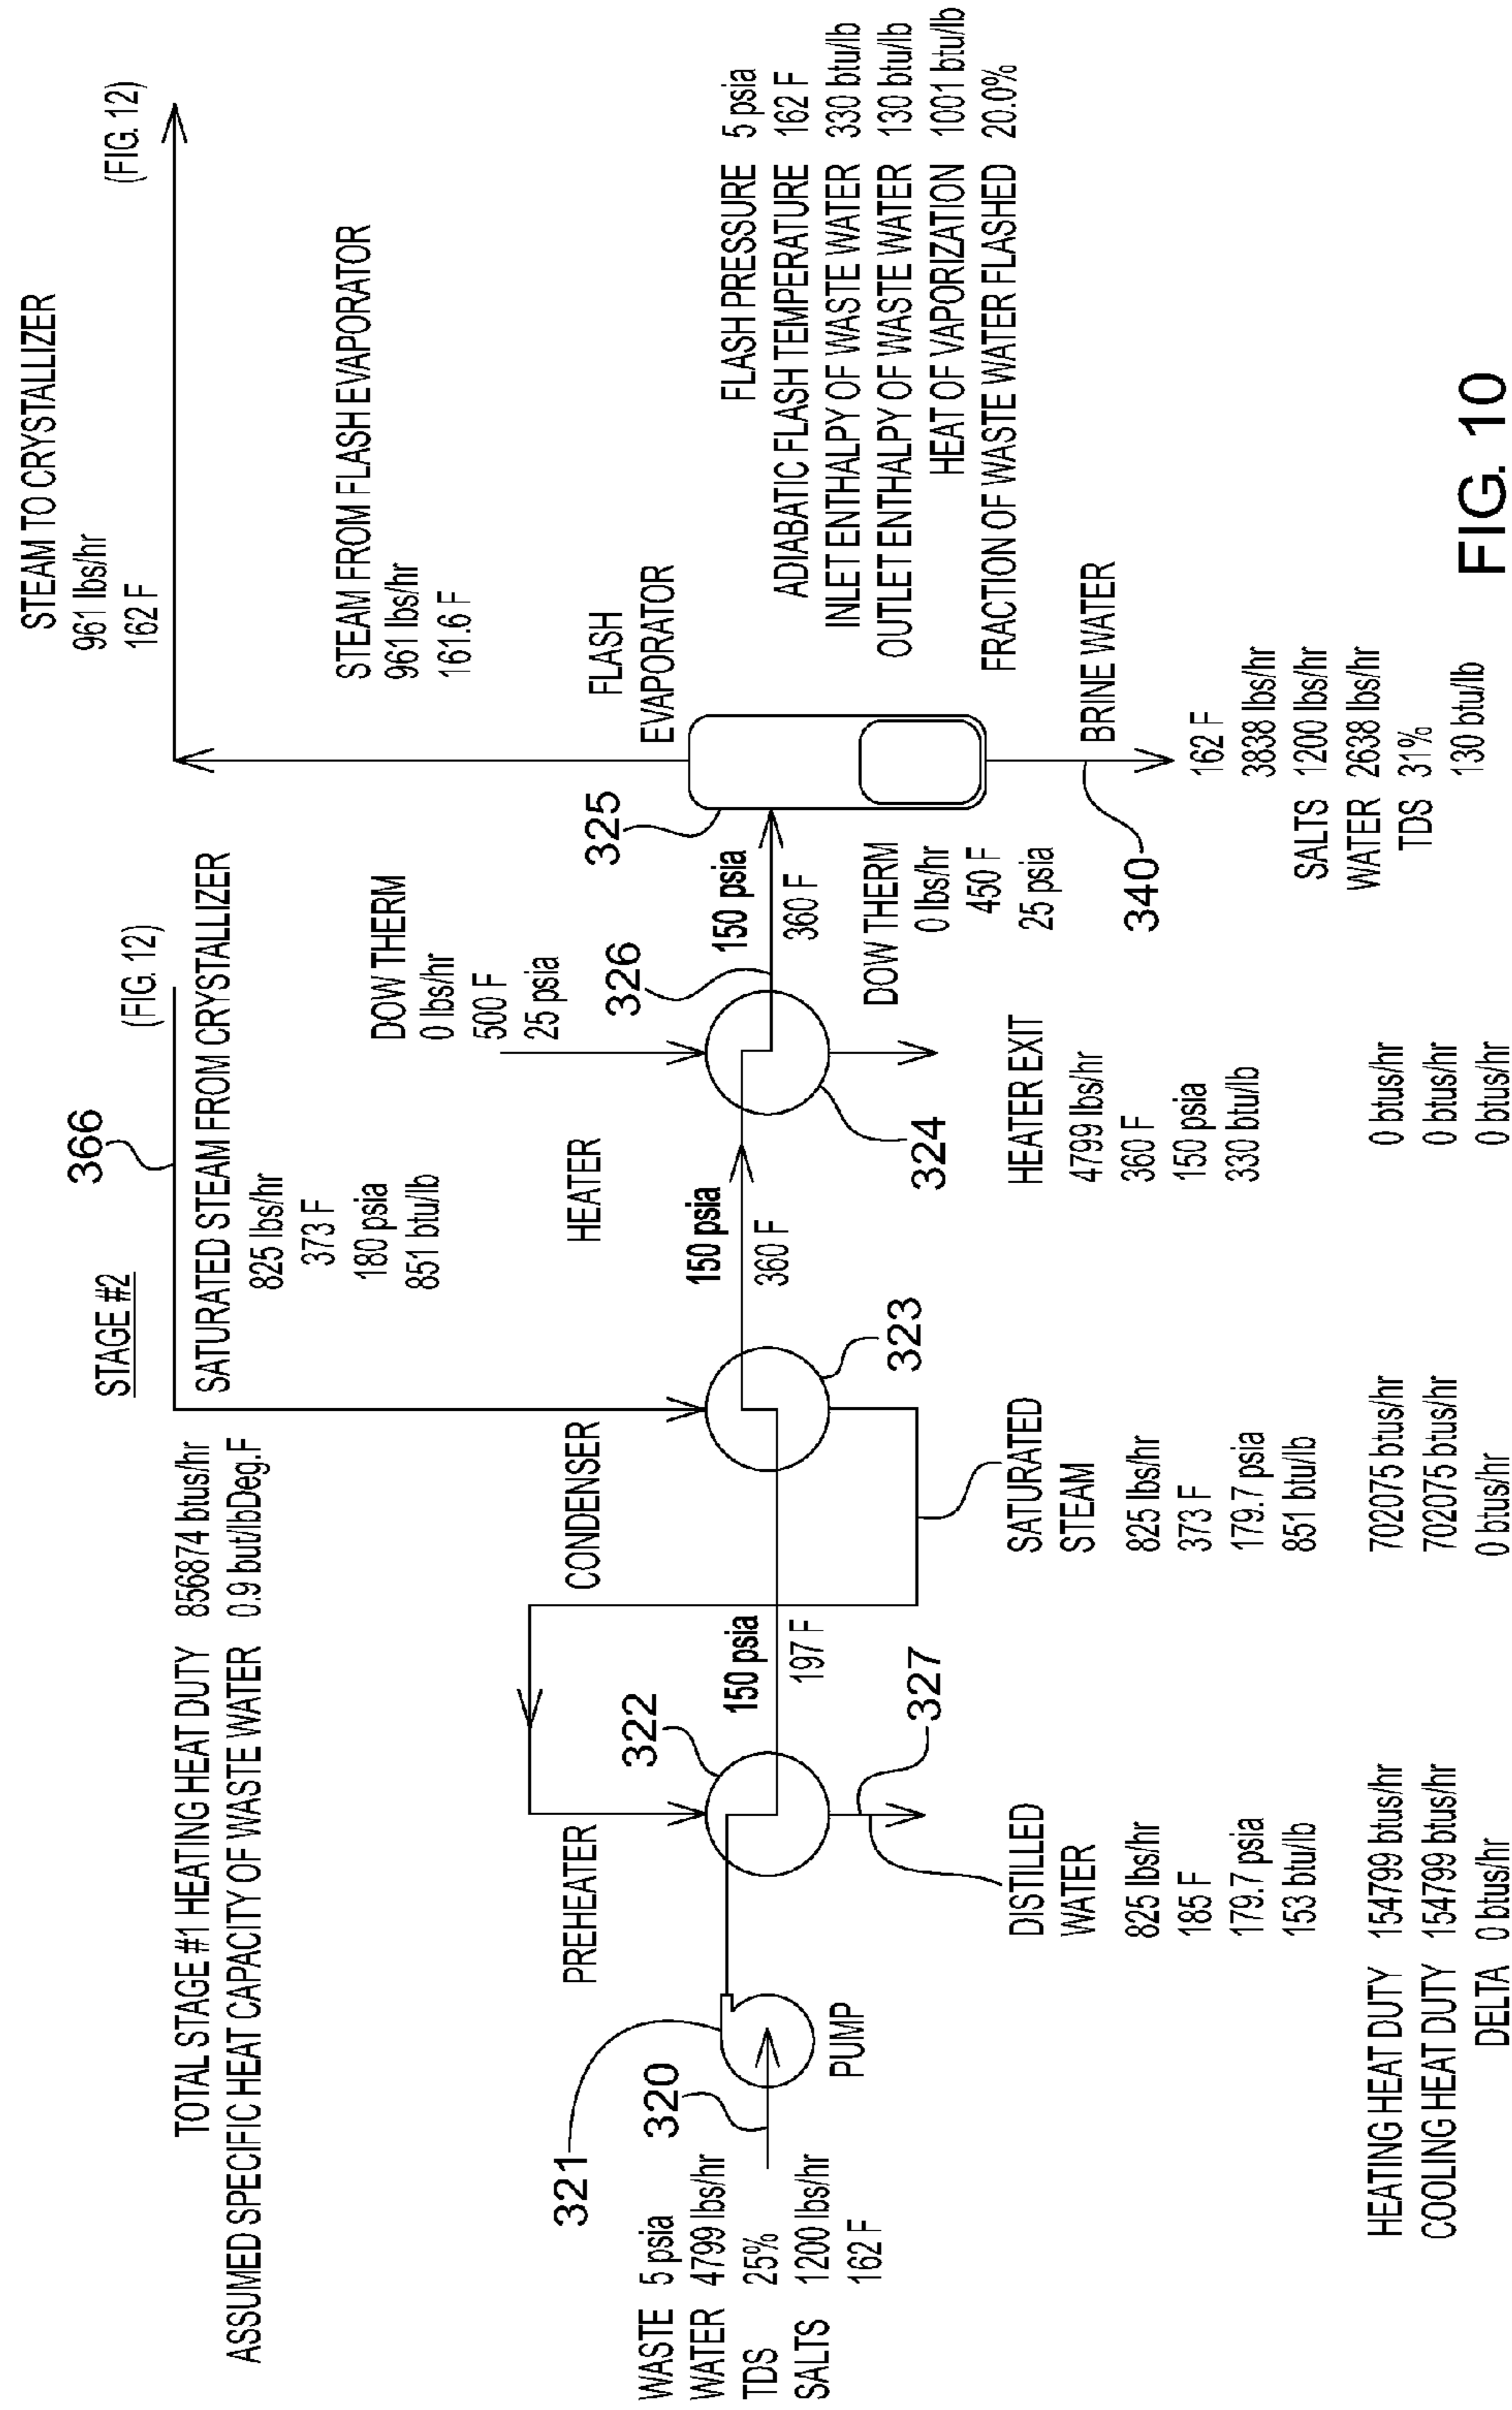 STAGE #2
366
(FIG. 12)
TOTAL STAGE #1 HEATING HEAT DUTY 856874 btus/hr
ASSUMED SPECIFIC HEAT CAPACITY OF WASTE WATER 0.9 but/lbDeg.F
SATURATED STEAM FROM CRYSTALLIZER
825 lbs/hr
373 F
180 psia
851 btu/lb
STEAM TO CRYSTALLIZER
961 lbs/hr
162 F
(FIG. 12)
STEAM FROM FLASH EVAPORATOR
961 lbs/hr
161.6 F
DOW THERM
0 lbs/hr
500 F
25 psia
WASTE WATER
5 psia
4799 lbs/hr
TDS 25%
SALTS 1200 lbs/hr
162 F
320
321
PUMP
PREHEATER
322
150 psia
197 F
327
CONDENSER
323
150 psia
360 F
HEATER
324
326
150 psia
360 F
325
FLASH
EVAPORATOR
DOW THERM
0 lbs/hr
450 F
25 psia
FLASH PRESSURE 5 psia
ADIABATIC FLASH TEMPERATURE 162 F
INLET ENTHALPY OF WASTE WATER 330 btu/lb
OUTLET ENTHALPY OF WASTE WATER 130 btu/lb
HEAT OF VAPORIZATION 1001 btu/lb
FRACTION OF WASTE WATER FLASHED 20.0%
340
BRINE WATER
162 F
3838 lbs/hr
SALTS 1200 lbs/hr
WATER 2638 lbs/hr
TDS 31%
130 btu/lb
DISTILLED
WATER
825 lbs/hr
185 F
179.7 psia
153 btu/lb
SATURATED
STEAM
825 lbs/hr
373 F
179.7 psia
851 btu/lb
HEATER EXIT
4799 lbs/hr
360 F
150 psia
330 btu/lb
HEATING HEAT DUTY 154799 btus/hr 702075 btus/hr 0 btus/hr
COOLING HEAT DUTY 154799 btus/hr 702075 btus/hr 0 btus/hr
DELTA 0 btus/hr 0 btus/hr 0 btus/hr
FIG. 10